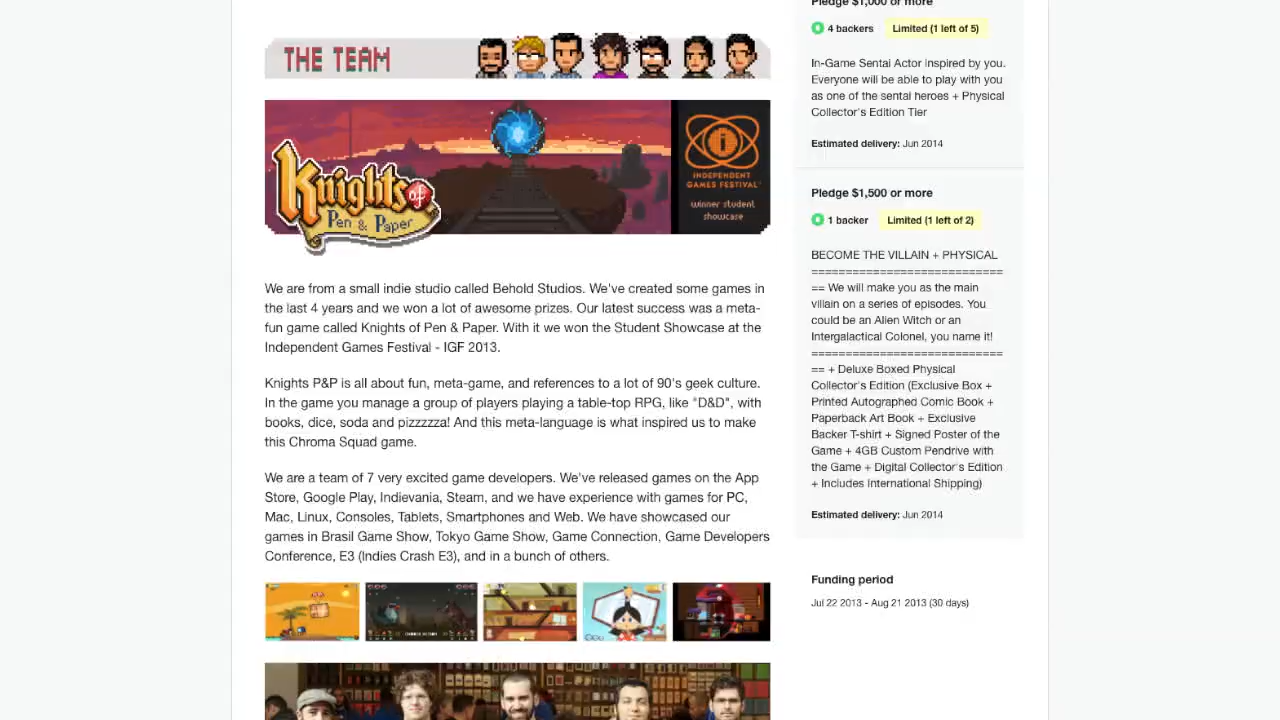 THE TEAM
Knights of
Pen & Paper
INDEPENDENT
GAMES FESTIVAL
winner student
showcase
We are from a small indie studio called Behold Studios. We've created some games in
the last 4 years and we won a lot of awesome prizes. Our latest success was a meta-
fun game called Knights of Pen & Paper. With it we won the Student Showcase at the
Independent Games Festival - IGF 2013.
Knights P&P is all about fun, meta-game, and references to a lot of 90's geek culture.
In the game you manage a group of players playing a table-top RPG, like "D&D", with
books, dice, soda and pizzzzza! And this meta-language is what inspired us to make
this Chroma Squad game.
We are a team of 7 very excited game developers. We've released games on the App
Store, Google Play, Indievania, Steam, and we have experience with games for PC,
Mac, Linux, Consoles, Tablets, Smartphones and Web. We have showcased our
games in Brasil Game Show, Tokyo Game Show, Game Connection, Game Developers
Conference, E3 (Indies Crash E3), and in a bunch of others.
Pledge $1,000 or more
4 backers Limited (1 left of 5)
In-Game Sentai Actor Inspired by you.
Everyone will be able to play with you
as one of the sentai heroes + Physical
Collector's Edition Tier
Estimated delivery: Jun 2014
Pledge $1,500 or more
1 backer Limited (1 left of 2)
BECOME THE VILLAIN + PHYSICAL
============================
== We will make you as the main
villain on a series of episodes. You
could be an Alien Witch or an
Intergalactical Colonel, you name it!
============================
== + Deluxe Boxed Physical
Collector's Edition (Exclusive Box +
Printed Autographed Comic Book +
Paperback Art Book + Exclusive
Backer T-shirt + Signed Poster of the
Game + 4GB Custom Pendrive with
the Game + Digital Collector's Edition
+ Includes International Shipping)
Estimated delivery: Jun 2014
Funding period
Jul 22 2013 - Aug 21 2013 (30 days)